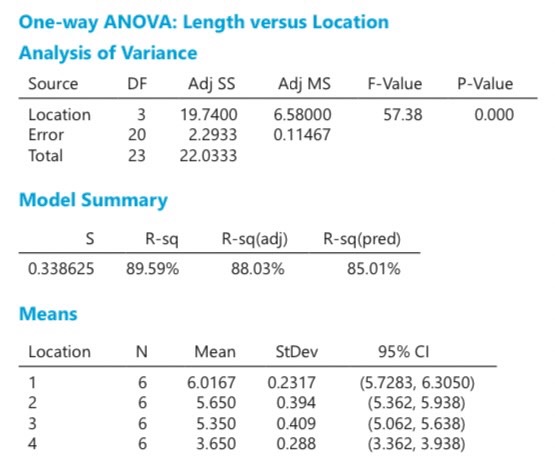 One-way ANOVA: Length versus Location
Analysis of Variance
Source DF Adj SS Adj MS F-Value P-Value
Location 3 19.7400 6.58000 57.38 0.000
Error 20 2.2933 0.11467
Total 23 22.0333
Model Summary
S R-sq R-sq(adj) R-sq(pred)
0.338625 89.59% 88.03% 85.01%
Means
Location N Mean StDev 95% CI
1 6 6.0167 0.2317 (5.7283, 6.3050)
2 6 5.650 0.394 (5.362, 5.938)
3 6 5.350 0.409 (5.062, 5.638)
4 6 3.650 0.288 (3.362, 3.938)